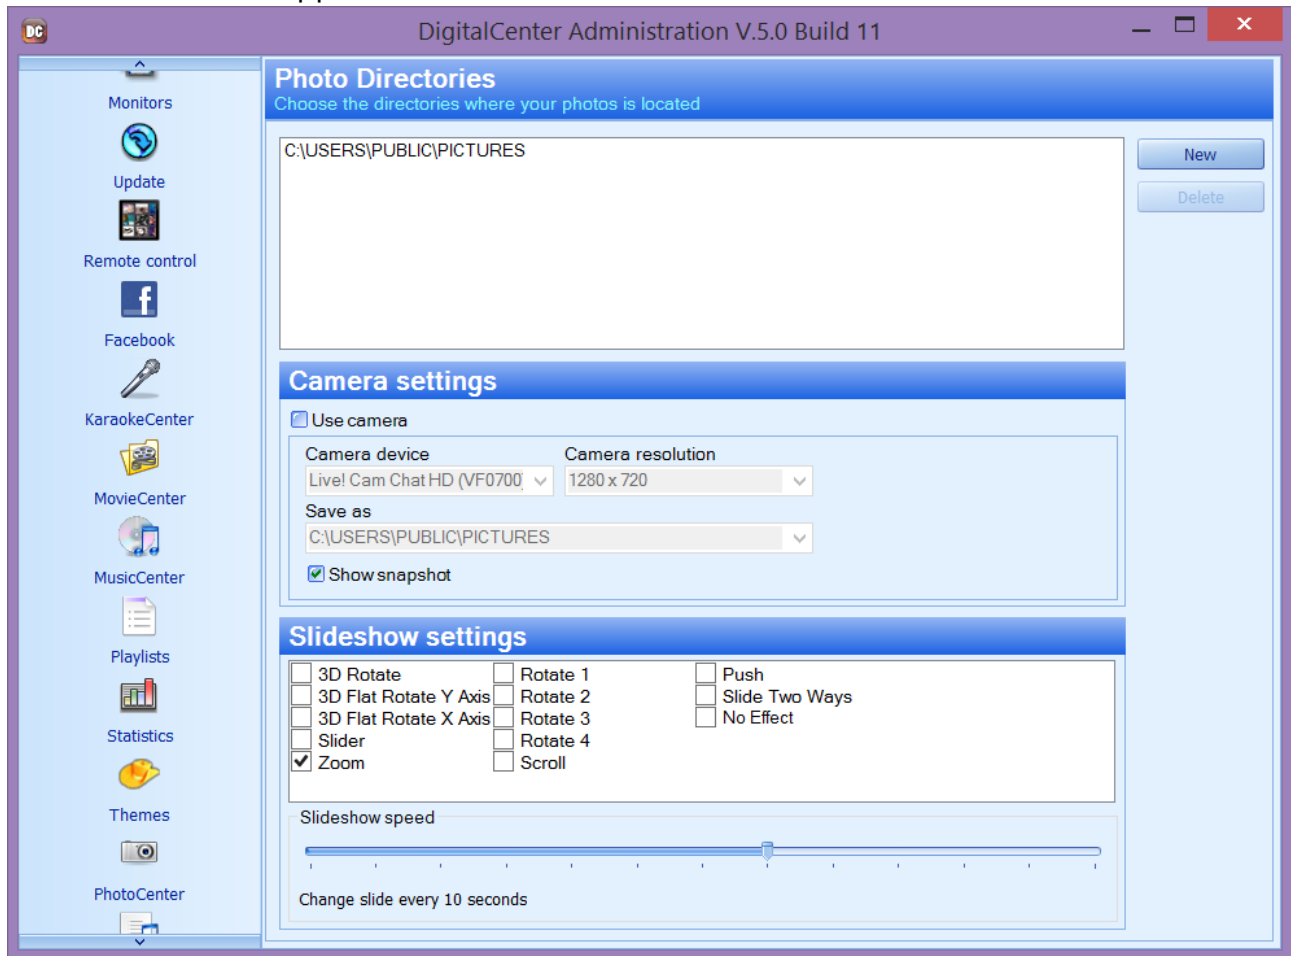 DC
DigitalCenter Administration V.5.0 Build 11
Monitors
Update
Remote control
f
Facebook
KaraokeCenter
MovieCenter
MusicCenter
Playlists
Statistics
Themes
PhotoCenter
Photo Directories
Choose the directories where your photos is located
C:\USERS\PUBLIC\PICTURES
New
Delete
Camera settings
Use camera
Camera device
Camera resolution
Live! Cam Chat HD (VF0700)
1280 x 720
Save as
C:\USERS\PUBLIC\PICTURES
Show snapshot
Slideshow settings
3D Rotate
3D Flat Rotate Y Axis
3D Flat Rotate X Axis
Slider
Zoom
Rotate 1
Rotate 2
Rotate 3
Rotate 4
Scroll
Push
Slide Two Ways
No Effect
Slideshow speed
Change slide every 10 seconds